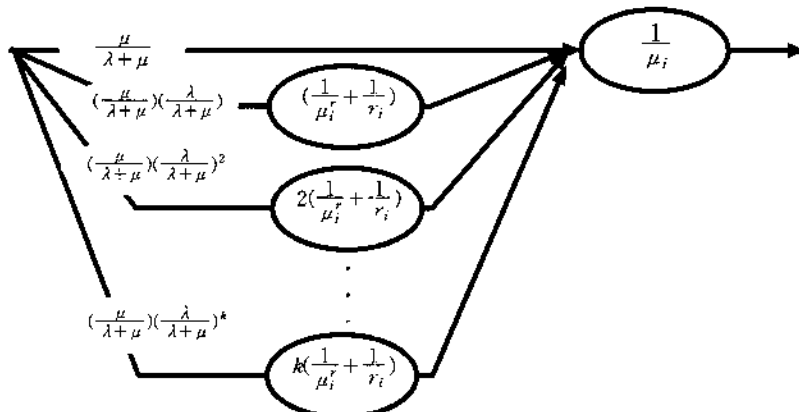 μ/(λ+μ)
1/μ_i
(μ/(λ+μ))(λ/(λ+μ))
(1/μ_i^r + 1/r_i)
(μ/(λ+μ))(λ/(λ+μ))^2
2(1/μ_i^r + 1/r_i)
(μ/(λ+μ))(λ/(λ+μ))^k
k(1/μ_i^r + 1/r_i)